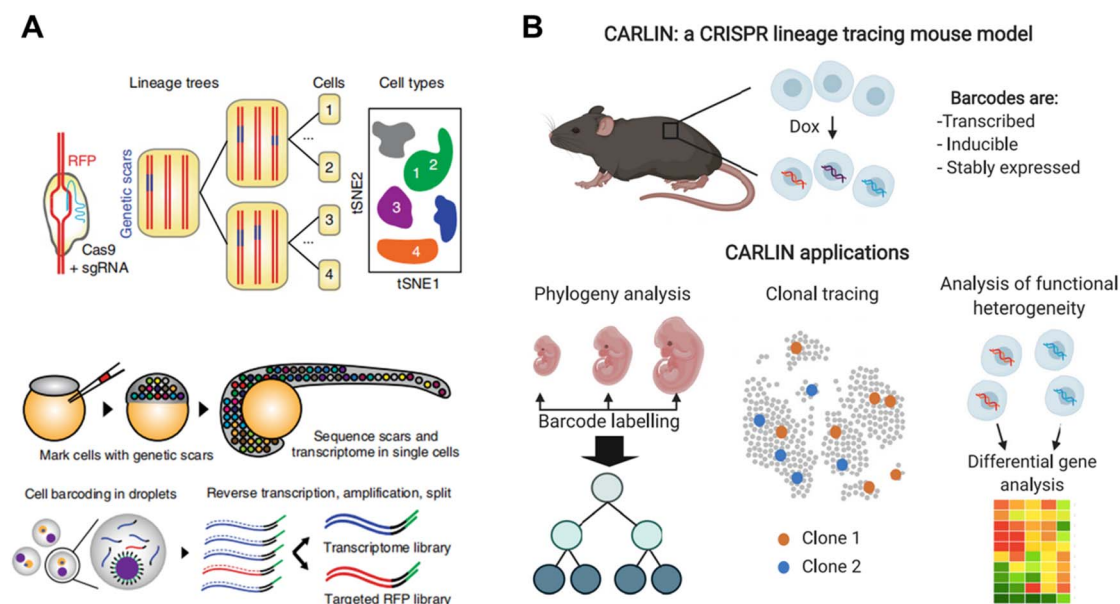 A
Lineage trees
Cells
Cell types
RFP
Genetic scars
Cas9
+ sgRNA
1
...
2
3
...
4
tSNE2
1
2
3
4
tSNE1
Mark cells with genetic scars
Sequence scars and
transcriptome in single cells
Cell barcoding in droplets
Reverse transcription, amplification, split
Transcriptome library
Targeted RFP library
B
CARLIN: a CRISPR lineage tracing mouse model
Dox
Barcodes are:
-Transcribed
- Inducible
- Stably expressed
CARLIN applications
Phylogeny analysis
Barcode labelling
Clonal tracing
Clone 1
Clone 2
Analysis of functional
heterogeneity
Differential gene
analysis